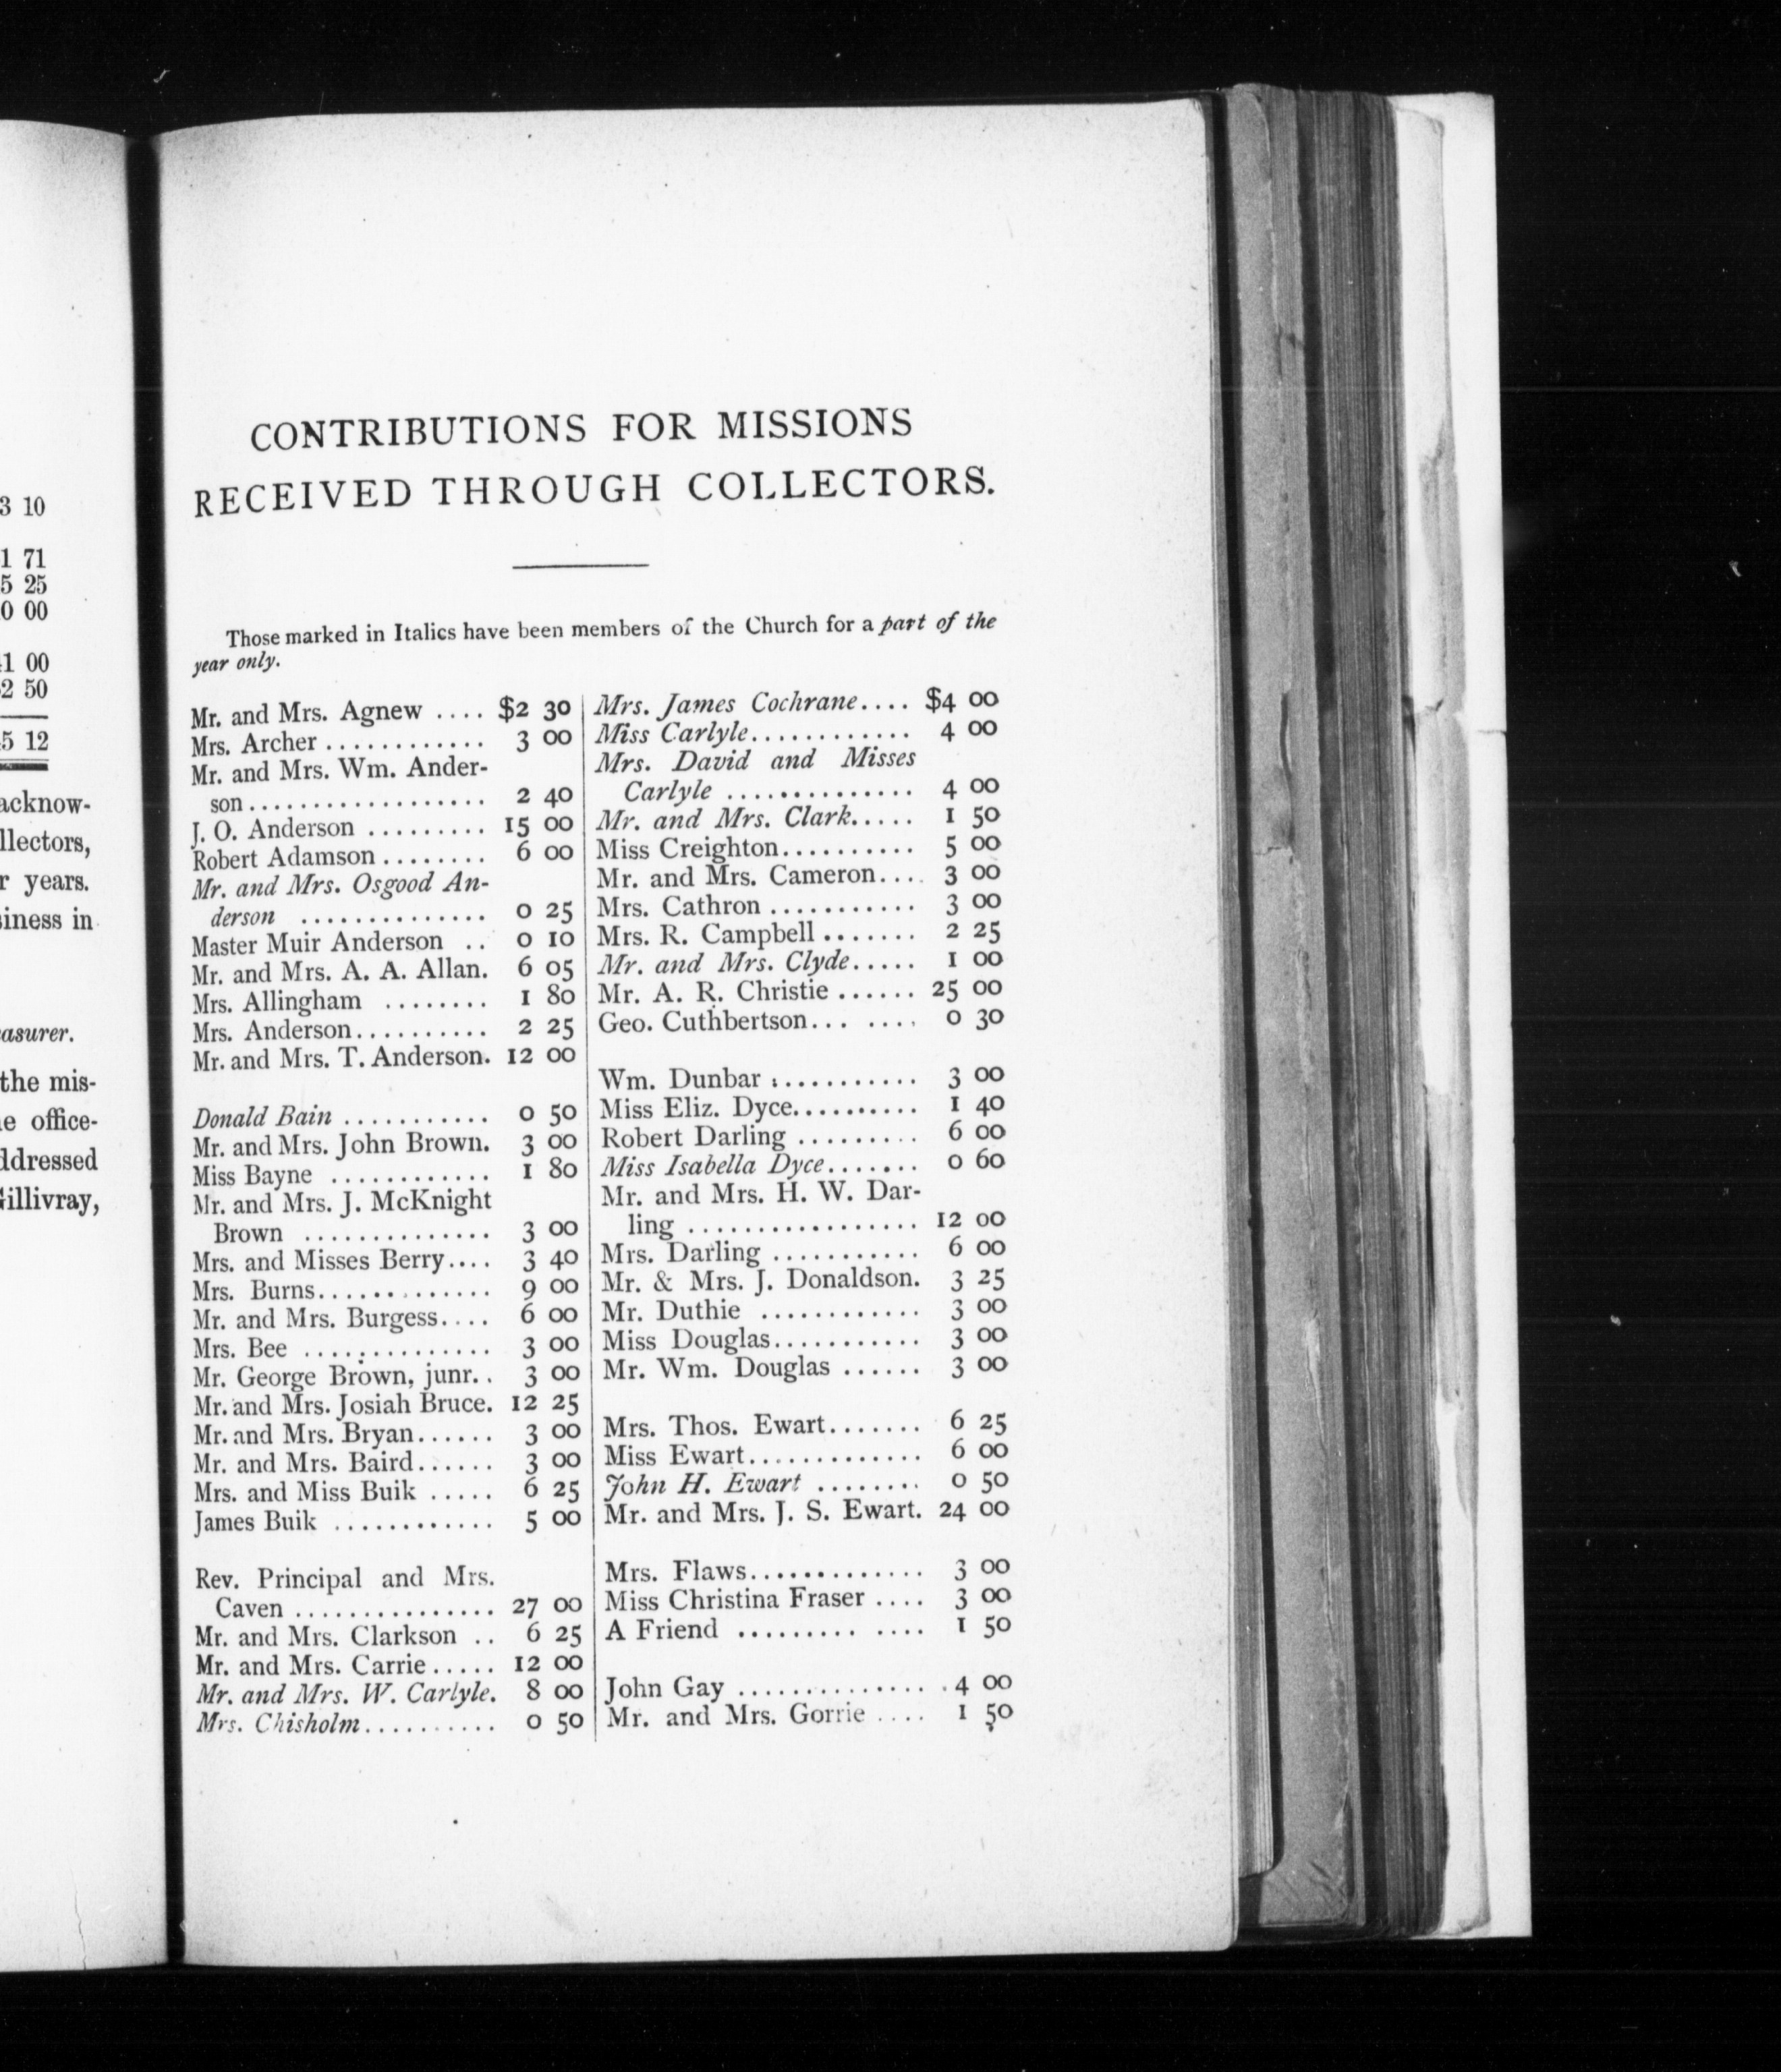 3 10
1 71
5 25
0 00
1 00
2 50
5 12
acknow-
llectors,
r years.
siness in
asurer.
the mis-
e office-
ddressed
Gillivray,
CONTRIBUTIONS FOR MISSIONS
RECEIVED THROUGH COLLECTORS.
Those marked in Italics have been members of the Church for a part of the
year only.
Mr. and Mrs. Agnew .... $2 30
Mrs. Archer ............ 3 00
Mr. and Mrs. Wm. Ander-
son .................. 2 40
J. O. Anderson ......... 15 00
Robert Adamson ........ 6 00
Mr. and Mrs. Osgood An-
derson .............. 0 25
Master Muir Anderson .. 0 10
Mr. and Mrs. A. A. Allan. 6 05
Mrs. Allingham ........ 1 80
Mrs. Anderson .......... 2 25
Mr. and Mrs. T. Anderson. 12 00
Donald Bain ........... 0 50
Mr. and Mrs. John Brown. 3 00
Miss Bayne ............ 1 80
Mr. and Mrs. J. McKnight
Brown .............. 3 00
Mrs. and Misses Berry.... 3 40
Mrs. Burns............. 9 00
Mr. and Mrs. Burgess.... 6 00
Mrs. Bee .............. 3 00
Mr. George Brown, junr.. 3 00
Mr. and Mrs. Josiah Bruce. 12 25
Mr. and Mrs. Bryan...... 3 00
Mr. and Mrs. Baird...... 3 00
Mrs. and Miss Buik ..... 6 25
James Buik ............ 5 00
Rev. Principal and Mrs.
Caven ................ 27 00
Mr. and Mrs. Clarkson .. 6 25
Mr. and Mrs. Carrie ..... 12 00
Mr. and Mrs. W. Carlyle. 8 00
Mrs. Chisholm.......... 0 50
Mrs. James Cochrane.... $4 00
Miss Carlyle............ 4 00
Mrs. David and Misses
Carlyle .............. 4 00
Mr. and Mrs. Clark..... 1 50
Miss Creighton.......... 5 00
Mr. and Mrs. Cameron.... 3 00
Mrs. Cathron ........... 3 00
Mrs. R. Campbell ....... 2 25
Mr. and Mrs. Clyde..... 1 00
Mr. A. R. Christie ...... 25 00
Geo. Cuthbertson... .... 0 30
Wm. Dunbar ........... 3 00
Miss Eliz. Dyce.......... 1 40
Robert Darling ......... 6 00
Miss Isabella Dyce....... 0 60
Mr. and Mrs. H. W. Dar-
ling .................. 12 00
Mrs. Darling ........... 6 00
Mr. & Mrs. J. Donaldson. 3 25
Mr. Duthie ............ 3 00
Miss Douglas............ 3 00
Mr. Wm. Douglas ...... 3 00
Mrs. Thos. Ewart....... 6 25
Miss Ewart............. 6 00
John H. Ewart ........ 0 50
Mr. and Mrs. J. S. Ewart. 24 00
Mrs. Flaws............. 3 00
Miss Christina Fraser .... 3 00
A Friend ......... .... 1 50
John Gay ............... 4 00
Mr. and Mrs. Gorrie .... 1 50